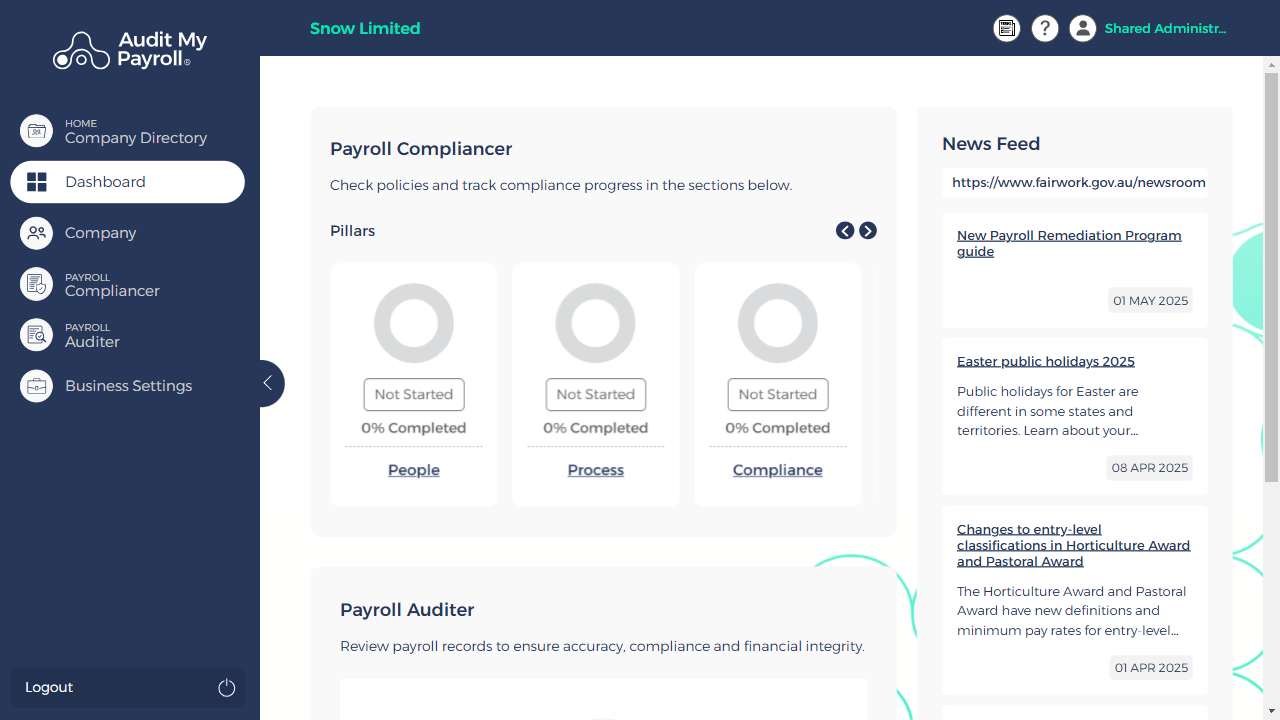 Audit My
Payroll®
HOME
Company Directory
Dashboard
Company
PAYROLL
Compliancer
PAYROLL
Auditer
Business Settings
Logout
Snow Limited
?
Shared Administr...
Payroll Compliancer
Check policies and track compliance progress in the sections below.
Pillars
Not Started
0% Completed
People
Not Started
0% Completed
Process
Not Started
0% Completed
Compliance
Payroll Auditer
Review payroll records to ensure accuracy, compliance and financial integrity.
News Feed
https://www.fairwork.gov.au/newsroom
New Payroll Remediation Program
guide
01 MAY 2025
Easter public holidays 2025
Public holidays for Easter are
different in some states and
territories. Learn about your...
08 APR 2025
Changes to entry-level
classifications in Horticulture Award
and Pastoral Award
The Horticulture Award and Pastoral
Award have new definitions and
minimum pay rates for entry-level...
01 APR 2025